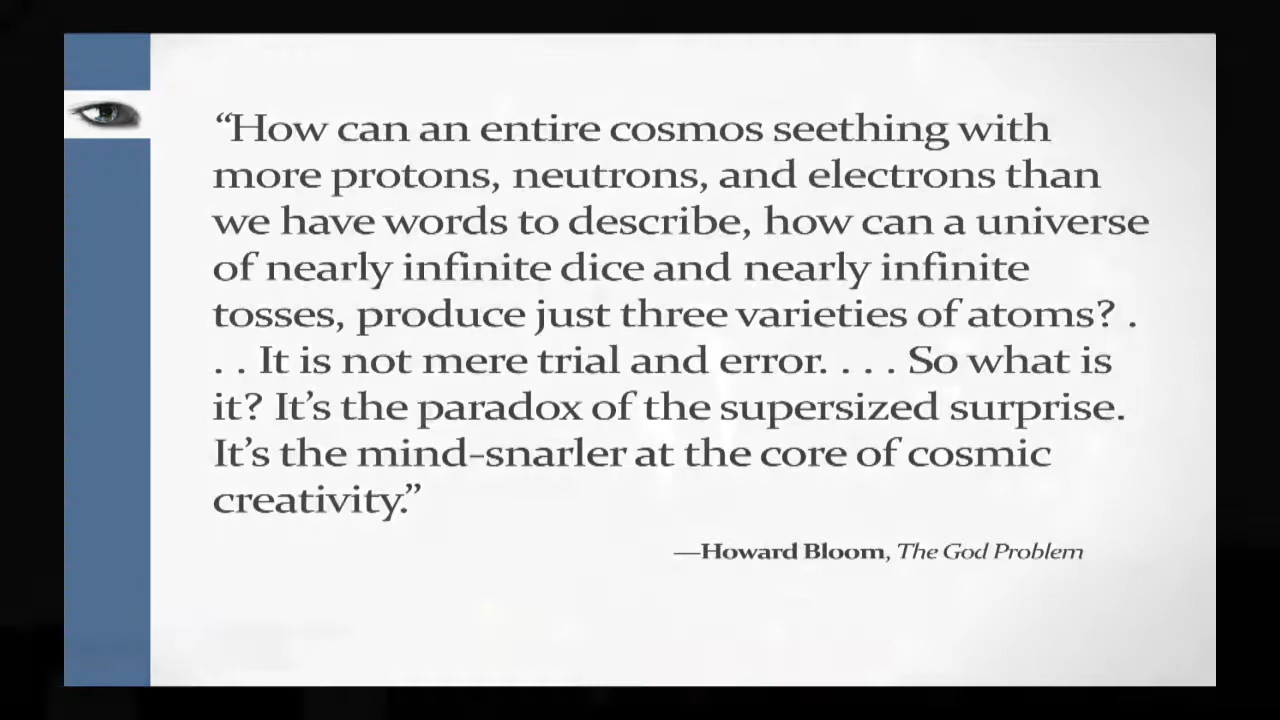 “How can an entire cosmos seething with
more protons, neutrons, and electrons than
we have words to describe, how can a universe
of nearly infinite dice and nearly infinite
tosses, produce just three varieties of atoms? .
. . It is not mere trial and error. . . . So what is
it? It’s the paradox of the supersized surprise.
It’s the mind-snarler at the core of cosmic
creativity.”
—Howard Bloom, The God Problem